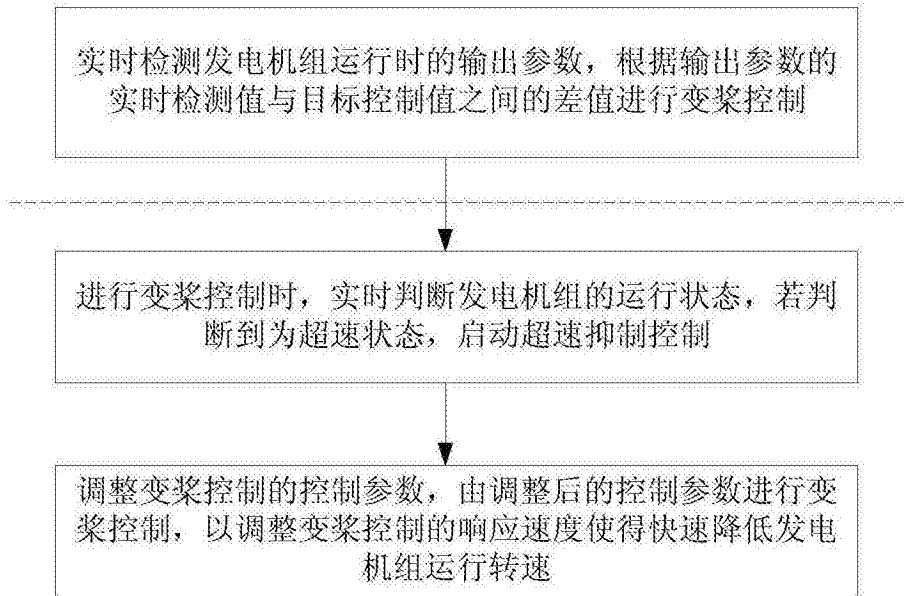 实时检测发电机组运行时的输出参数，根据输出参数的
实时检测值与目标控制值之间的差值进行变桨控制
进行变桨控制时，实时判断发电机组的运行状态，若判
断到为超速状态，启动超速抑制控制
调整变桨控制的控制参数，由调整后的控制参数进行变
桨控制，以调整变桨控制的响应速度使得快速降低发电
机组运行转速